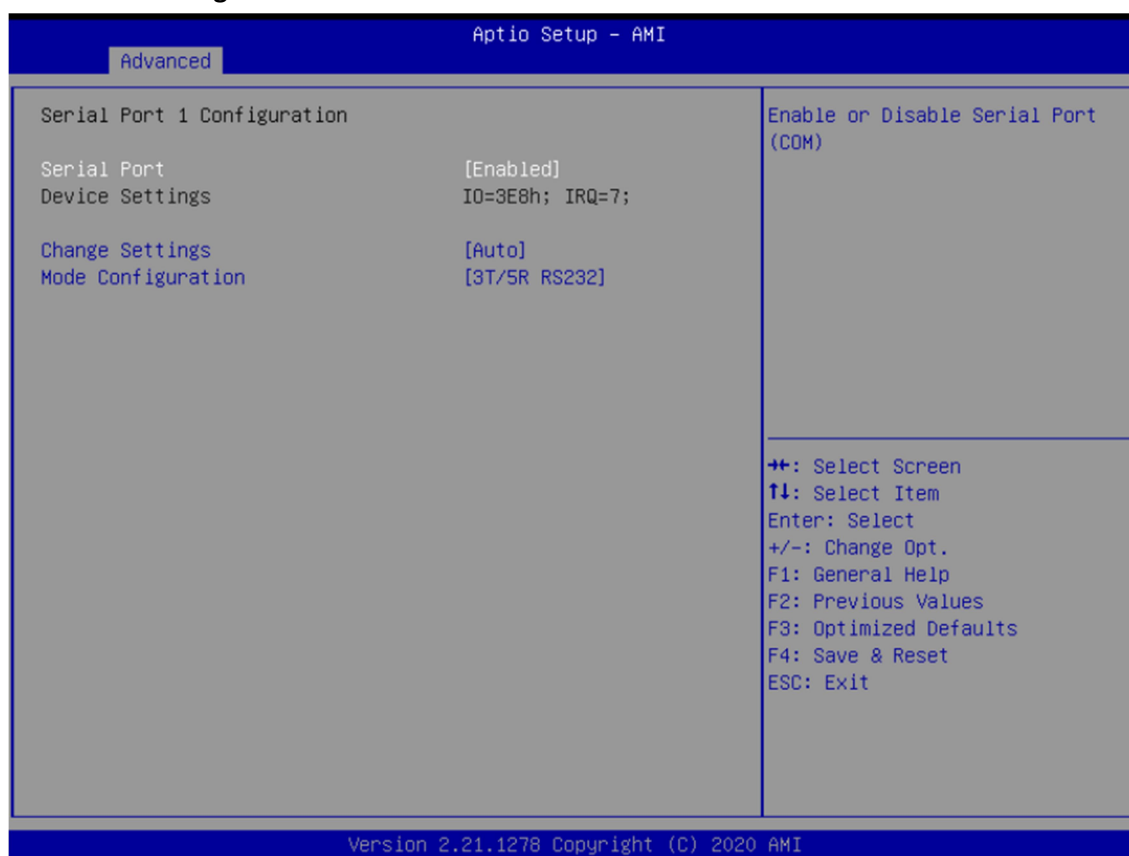 Aptio Setup – AMI
Advanced
Serial Port 1 Configuration
Serial Port [Enabled]
Device Settings IO=3E8h; IRQ=7;
Change Settings [Auto]
Mode Configuration [3T/5R RS232]
Enable or Disable Serial Port
(COM)
→←: Select Screen
↑↓: Select Item
Enter: Select
+/-: Change Opt.
F1: General Help
F2: Previous Values
F3: Optimized Defaults
F4: Save & Reset
ESC: Exit
Version 2.21.1278 Copyright (C) 2020 AMI